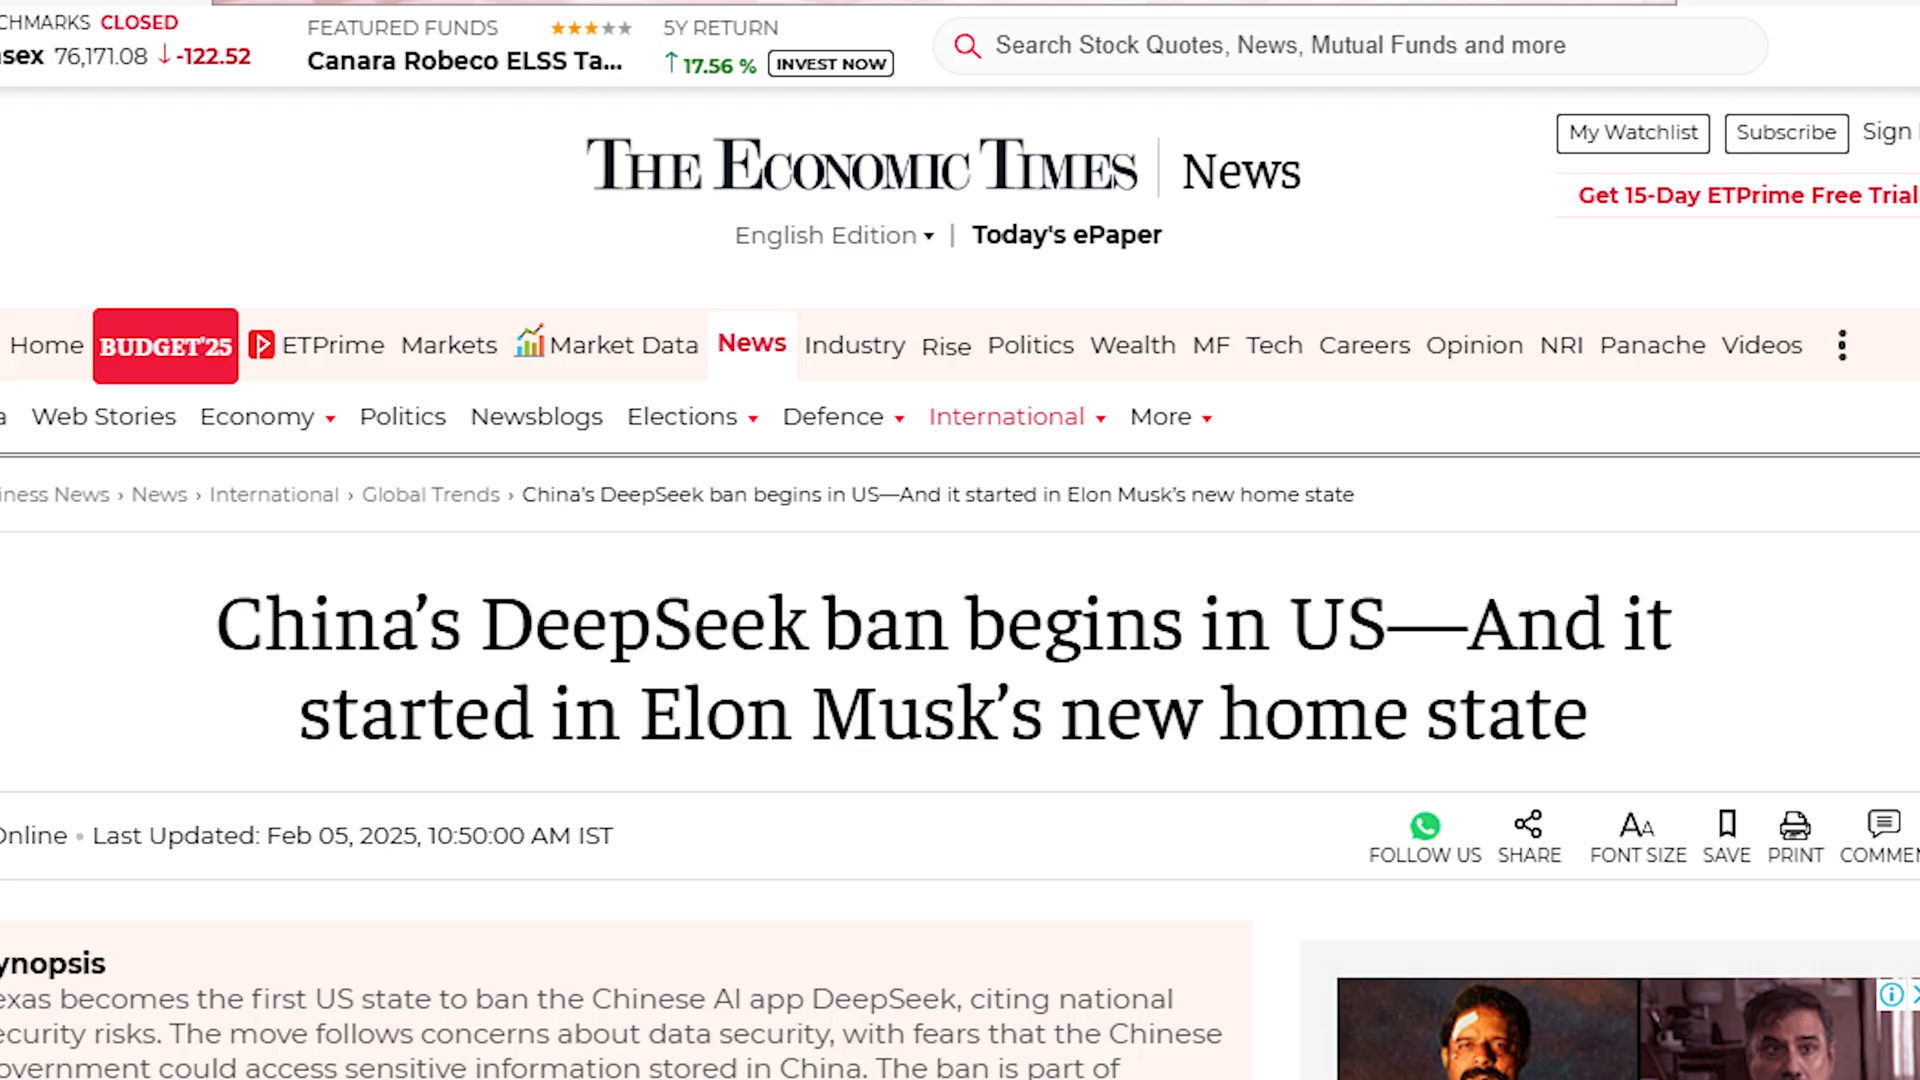 CHMARKS CLOSED
sex 76,171.08 ↓ -122.52
FEATURED FUNDS
Canara Robeco ELSS Ta...
5Y RETURN
↑ 17.56 % INVEST NOW
Search Stock Quotes, News, Mutual Funds and more
My Watchlist Subscribe Sign
Get 15-Day ETPrime Free Trial
THE ECONOMIC TIMES | News
English Edition ▾ | Today's ePaper
Home BUDGET'25 ETPrime Markets Market Data News Industry Rise Politics Wealth MF Tech Careers Opinion NRI Panache Videos
a Web Stories Economy Politics Newsblogs Elections Defence International More
iness News › News › International › Global Trends › China's DeepSeek ban begins in US—And it started in Elon Musk's new home state
China's DeepSeek ban begins in US—And it
started in Elon Musk's new home state
Online • Last Updated: Feb 05, 2025, 10:50:00 AM IST
FOLLOW US SHARE FONT SIZE SAVE PRINT COMMEN
ynopsis
exas becomes the first US state to ban the Chinese AI app DeepSeek, citing national
ecurity risks. The move follows concerns about data security, with fears that the Chinese
overnment could access sensitive information stored in China. The ban is part of